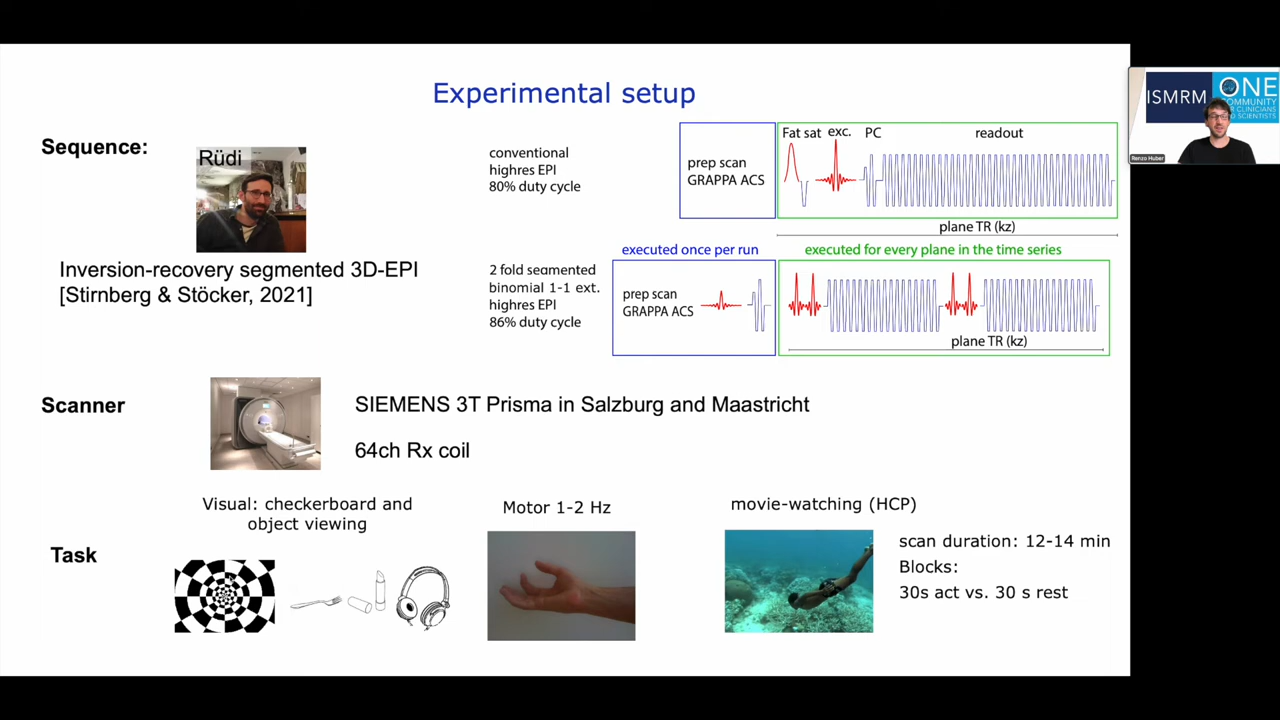 Experimental setup
Sequence:
Rüdi
Inversion-recovery segmented 3D-EPI
[Stirnberg & Stöcker, 2021]
conventional
highres EPI
80% duty cycle
prep scan
GRAPPA ACS
Fat sat exc. PC readout
plane TR (kz)
executed once per run
executed for every plane in the time series
2 fold segmented
binomial 1-1 ext.
highres EPI
86% duty cycle
prep scan
GRAPPA ACS
plane TR (kz)
Scanner
SIEMENS 3T Prisma in Salzburg and Maastricht
64ch Rx coil
Task
Visual: checkerboard and
object viewing
Motor 1-2 Hz
movie-watching (HCP)
scan duration: 12-14 min
Blocks:
30s act vs. 30 s rest
ISMRM
ONE
COMMUNITY
FOR CLINICIANS
SCIENTISTS
Renzo Huber